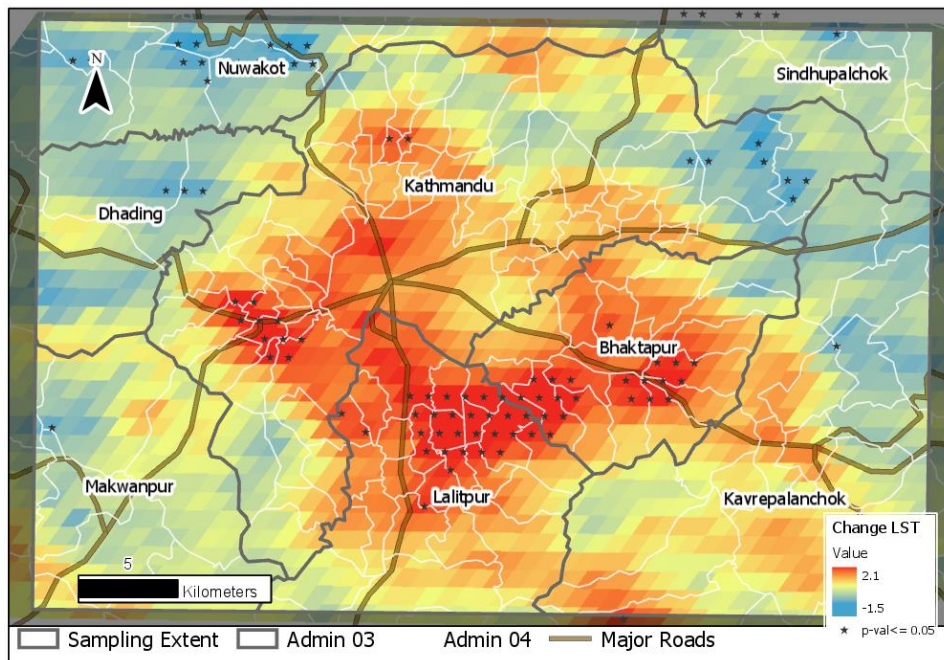 N
Nuwakot
Sindhupalchok
Kathmandu
Dhading
Bhaktapur
Makwanpur
Lalitpur
Kavrepalanchok
Change LST
Value
2.1
-1.5
p-val<= 0.05
5
Kilometers
Sampling Extent Admin 03 Admin 04 Major Roads